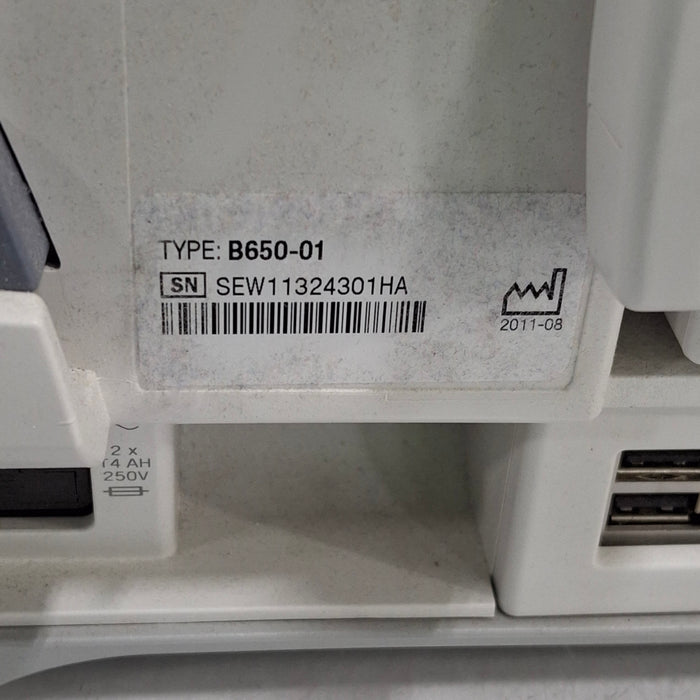 TYPE: B650-01
SN SEW11324301HA
2011-08
2 x
T4 AH
250V